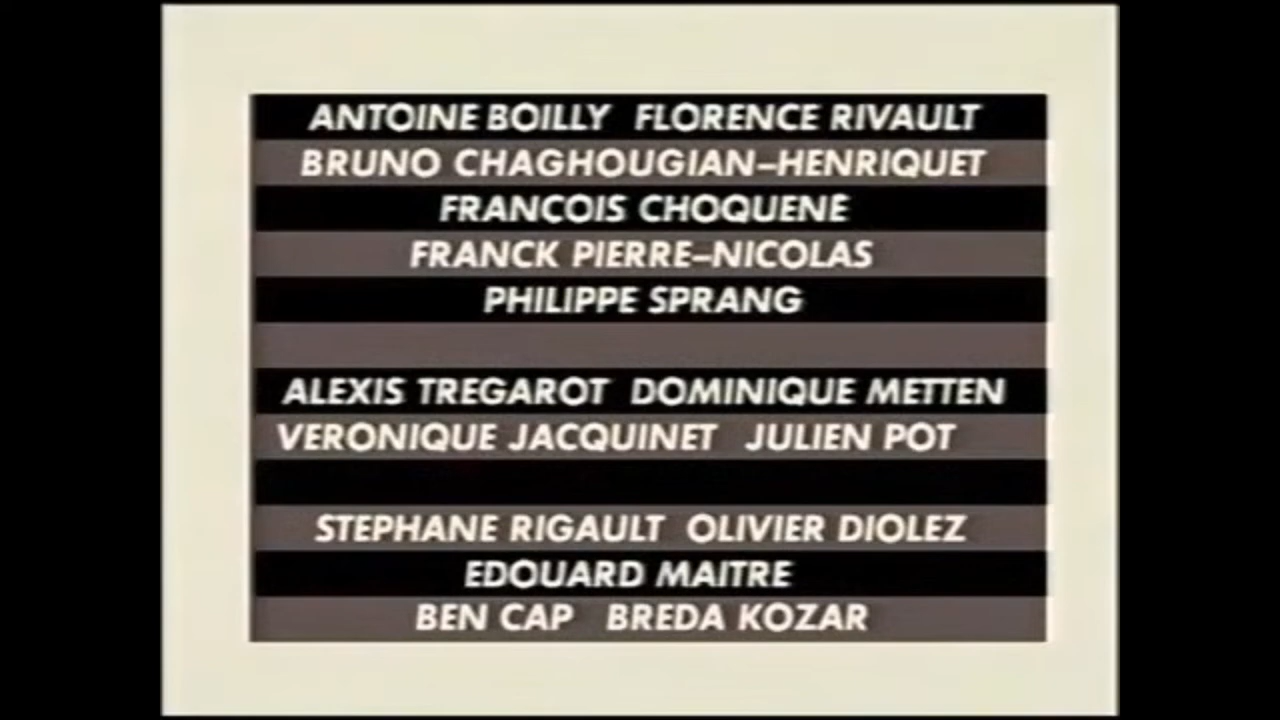 ANTOINE BOILLY FLORENCE RIVAULT
BRUNO CHAGHOUGIAN–HENRIQUET
FRANCOIS CHOQUENÉ
FRANCK PIERRE–NICOLAS
PHILIPPE SPRANG
ALEXIS TREGAROT DOMINIQUE METTEN
VERONIQUE JACQUINET JULIEN POT
STEPHANE RIGAULT OLIVIER DIOLEZ
EDOUARD MAITRE
BEN CAP BREDA KOZAR